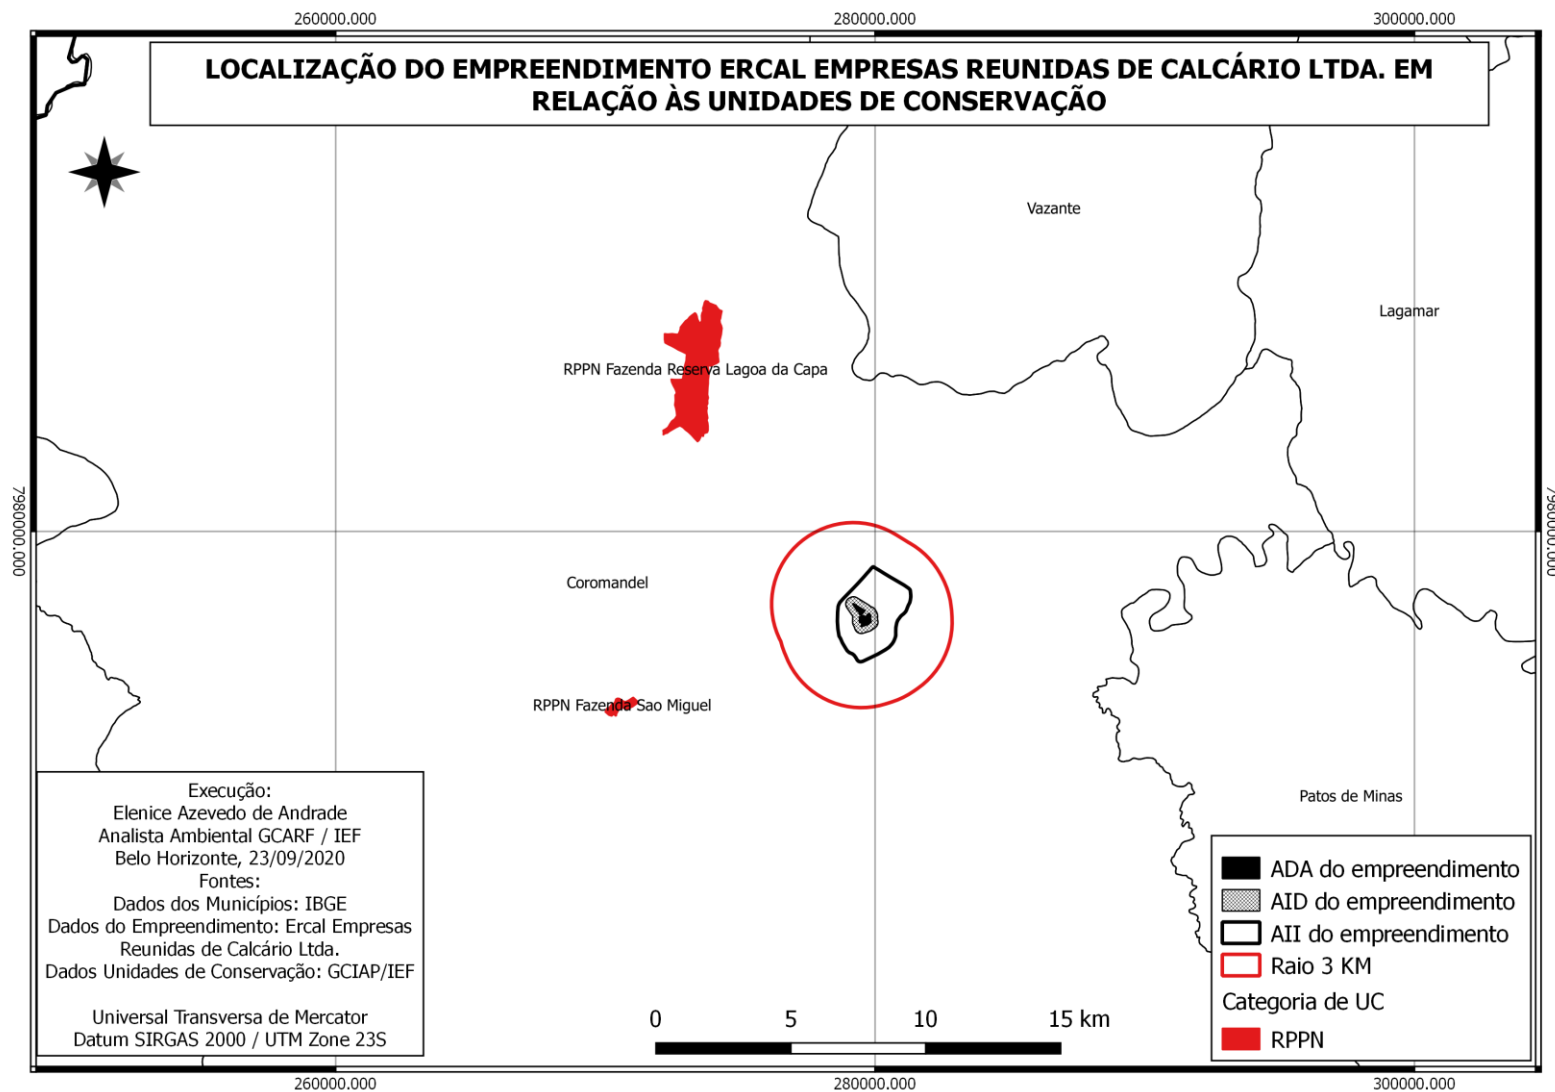 260000.000
280000.000
300000.000
LOCALIZAÇÃO DO EMPREENDIMENTO ERCAL EMPRESAS REUNIDAS DE CALCÁRIO LTDA. EM
RELAÇÃO ÀS UNIDADES DE CONSERVAÇÃO
Vazante
Lagamar
RPPN Fazenda Reserva Lagoa da Capa
7980000.000
7980000.000
Coromandel
RPPN Fazenda Sao Miguel
Patos de Minas
Execução:
Elenice Azevedo de Andrade
Analista Ambiental GCARF / IEF
Belo Horizonte, 23/09/2020
Fontes:
Dados dos Municípios: IBGE
Dados do Empreendimento: Ercal Empresas
Reunidas de Calcário Ltda.
Dados Unidades de Conservação: GCIAP/IEF
Universal Transversa de Mercator
Datum SIRGAS 2000 / UTM Zone 23S
0 5 10 15 km
ADA do empreendimento
AID do empreendimento
AII do empreendimento
Raio 3 KM
Categoria de UC
RPPN
260000.000
280000.000
300000.000